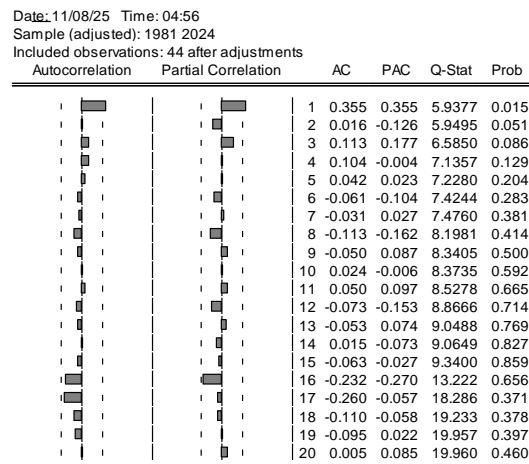 Date: 11/08/25 Time: 04:56
Sample (adjusted): 1981 2024
Included observations: 44 after adjustments
Autocorrelation Partial Correlation AC PAC Q-Stat Prob
1 0.355 0.355 5.9377 0.015
2 0.016 -0.126 5.9495 0.051
3 0.113 0.177 6.5850 0.086
4 0.104 -0.004 7.1357 0.129
5 0.042 0.023 7.2280 0.204
6 -0.061 -0.104 7.4244 0.283
7 -0.031 0.027 7.4760 0.381
8 -0.113 -0.162 8.1981 0.414
9 -0.050 0.087 8.3405 0.500
10 0.024 -0.006 8.3735 0.592
11 0.050 0.097 8.5278 0.665
12 -0.073 -0.153 8.8666 0.714
13 -0.053 0.074 9.0488 0.769
14 0.015 -0.073 9.0649 0.827
15 -0.063 -0.027 9.3400 0.859
16 -0.232 -0.270 13.222 0.656
17 -0.260 -0.057 18.286 0.371
18 -0.110 -0.058 19.233 0.378
19 -0.095 0.022 19.957 0.397
20 0.005 0.085 19.960 0.460